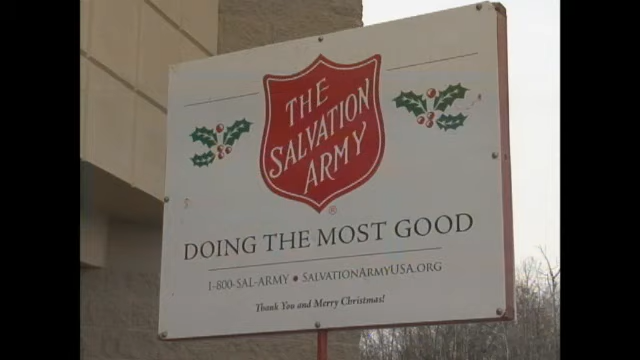 THE
SALVATION
ARMY
®
DOING THE MOST GOOD
1-800-SAL-ARMY • SALVATIONARMYUSA.ORG
Thank You and Merry Christmas!